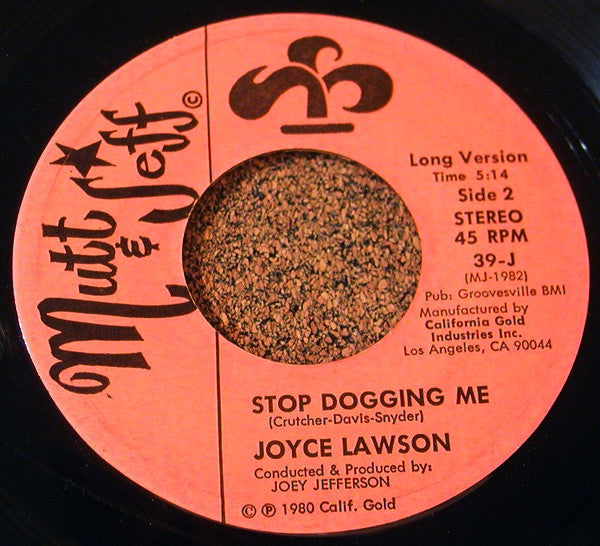 Mutt
&
Jeff ©
Long Version
Time 5:14
Side 2
STEREO
45 RPM
39-J
(MJ-1982)
Pub: Groovesville BMI
Manufactured by
California Gold
Industries Inc.
Los Angeles, CA 90044
STOP DOGGING ME
(Crutcher-Davis-Snyder)
JOYCE LAWSON
Conducted & Produced by:
JOEY JEFFERSON
© ℗ 1980 Calif. Gold